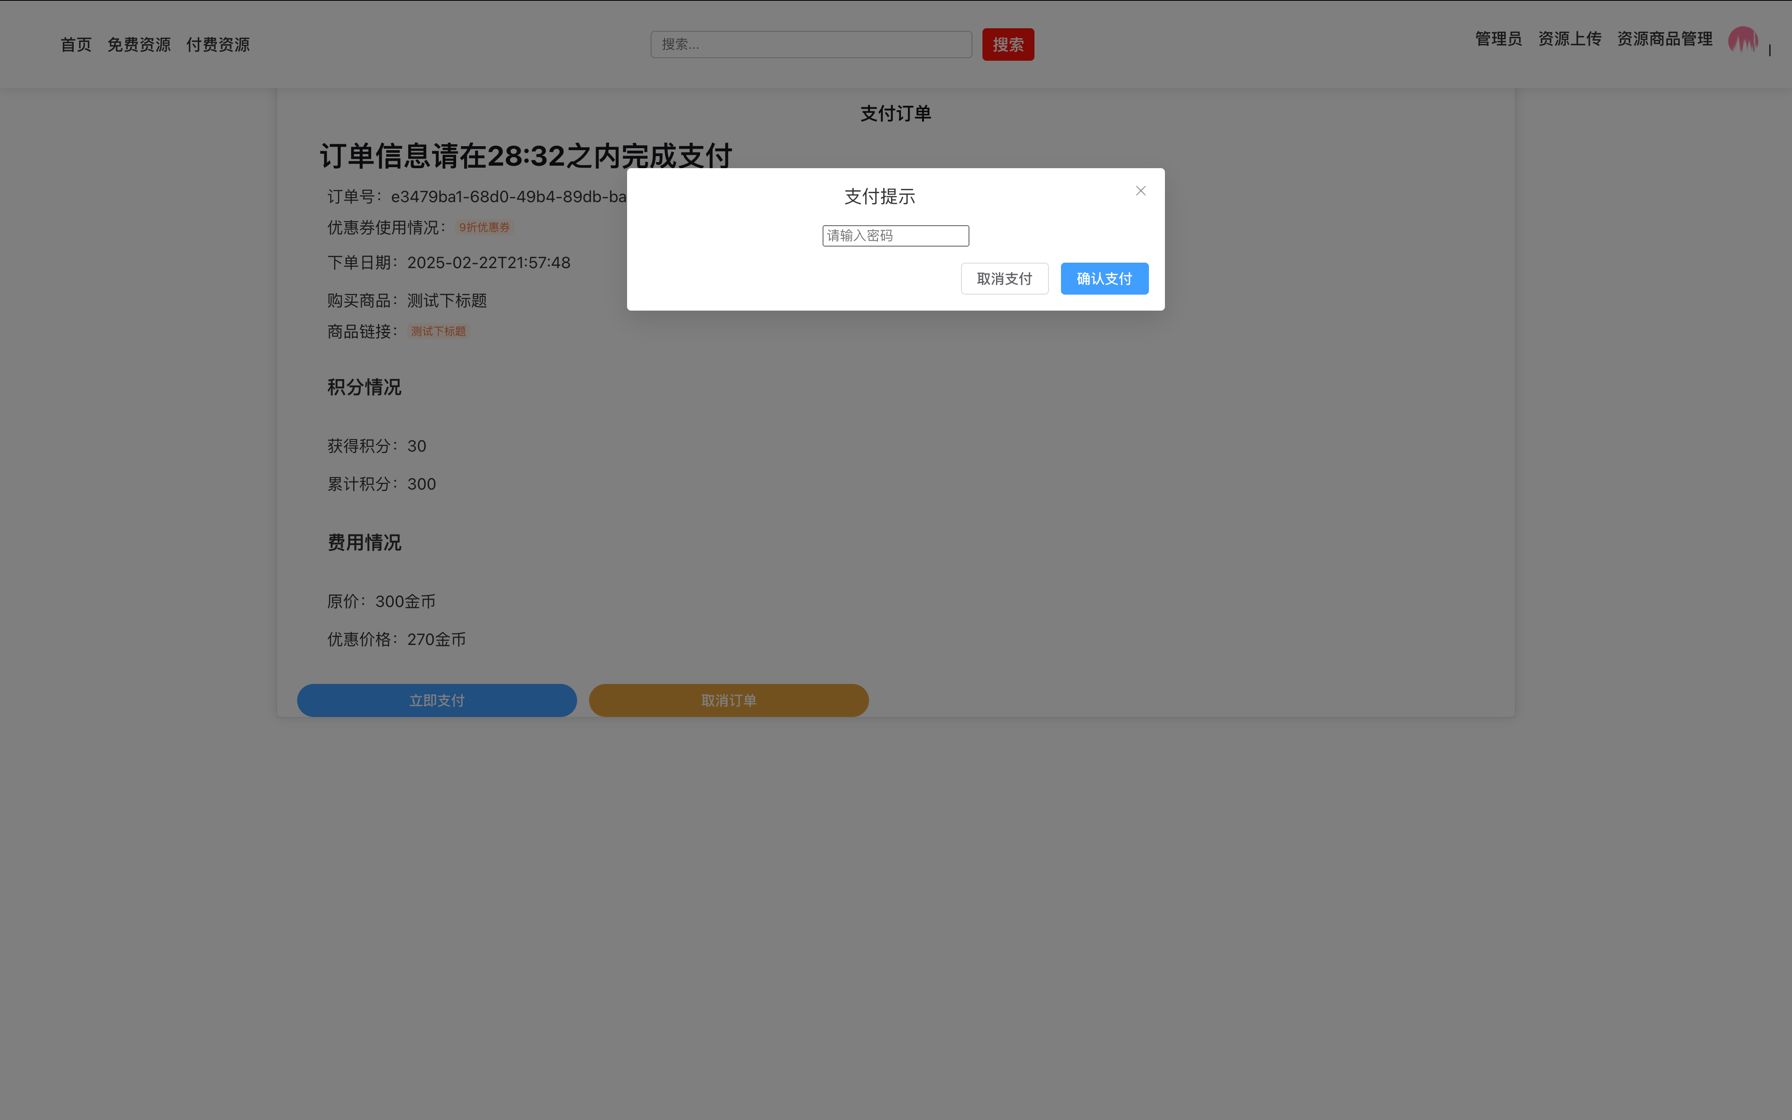 首页 免费资源 付费资源
搜索...
搜索
管理员 资源上传 资源商品管理
支付订单
订单信息请在28:32之内完成支付
订单号：e3479ba1-68d0-49b4-89db-ba
优惠券使用情况： 9折优惠券
下单日期：2025-02-22T21:57:48
购买商品：测试下标题
商品链接： 测试下标题
支付提示
请输入密码
取消支付 确认支付
积分情况
获得积分：30
累计积分：300
费用情况
原价：300金币
优惠价格：270金币
立即支付 取消订单